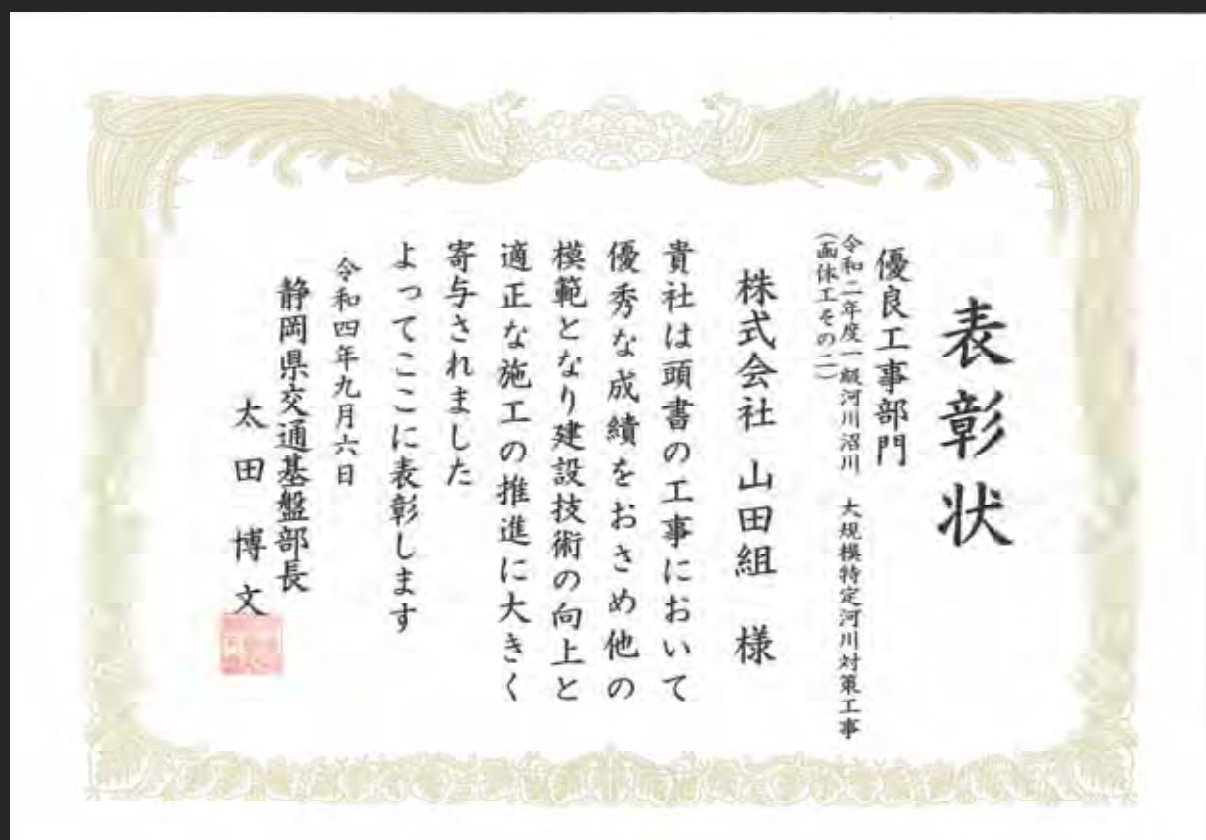 表彰状
優良工事部門
令和二年度一級河川沼川 大規模特定河川対策工事
(函体工その二)
株式会社 山田組 様
貴社は頭書の工事において
優秀な成績をおさめ他の
模範となり建設技術の向上と
適正な施工の推進に大きく
寄与されました
よってここに表彰します
令和四年九月六日
静岡県交通基盤部長
太田博文